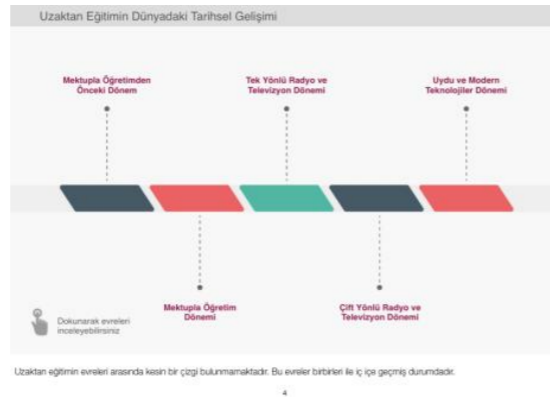 Uzaktan Eğitimin Dünyadaki Tarihsel Gelişimi
Mektupla Öğretimden
Önceki Dönem
Tek Yönlü Radyo ve
Televizyon Dönemi
Uydu ve Modern
Teknolojiler Dönemi
Mektupla Öğretim
Dönemi
Çift Yönlü Radyo ve
Televizyon Dönemi
Dokunarak evreleri
inceleyebilirsiniz
Uzaktan eğitimin evreleri arasında kesin bir çizgi bulunmamaktadır. Bu evreler birbirleri ile iç içe geçmiş durumdadır.
4